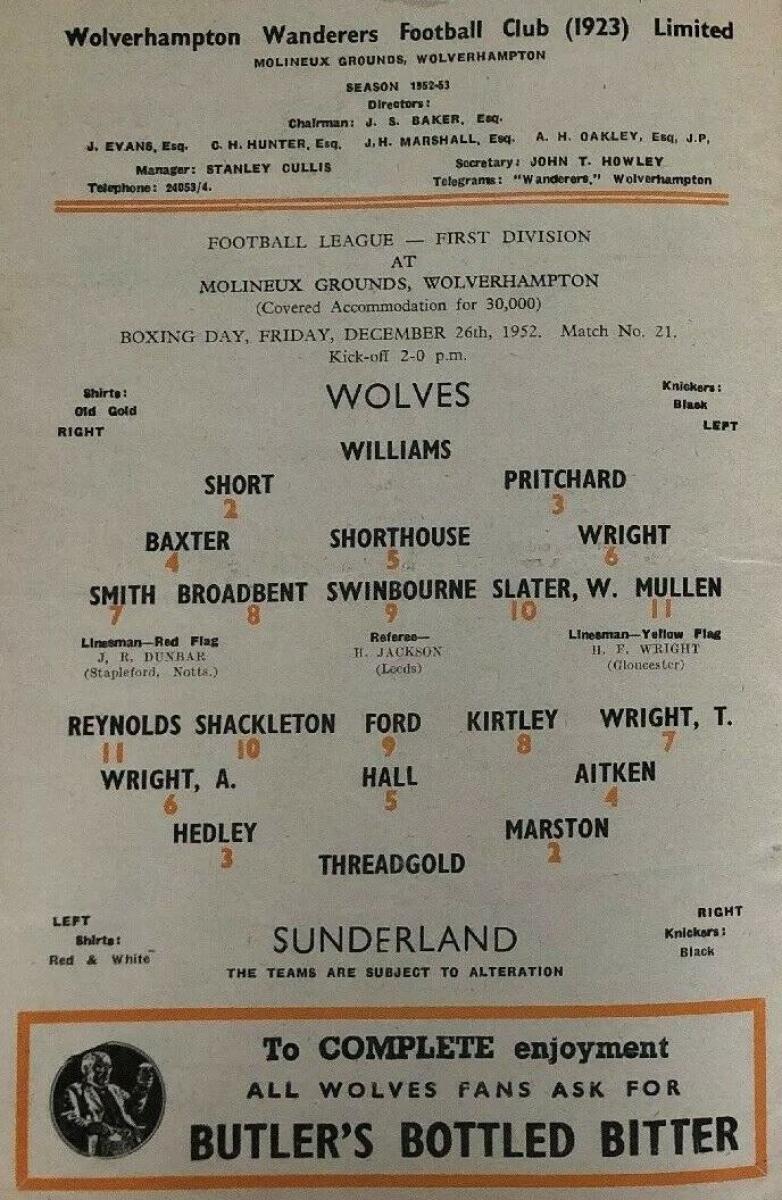 Wolverhampton Wanderers Football Club (1923) Limited
MOLINEUX GROUNDS, WOLVERHAMPTON
SEASON 1952-53
Directors:
Chairman: J. S. BAKER, Esq.
J. EVANS, Esq. C. H. HUNTER, Esq. J. H. MARSHALL, Esq. A. H. OAKLEY, Esq, J.P,
Manager: STANLEY CULLIS Secretary: JOHN T. HOWLEY
Telephone: 24053/4. Telegrams: "Wanderers," Wolverhampton
FOOTBALL LEAGUE — FIRST DIVISION
AT
MOLINEUX GROUNDS, WOLVERHAMPTON
(Covered Accommodation for 30,000)
BOXING DAY, FRIDAY, DECEMBER 26th, 1952. Match No. 21.
Kick-off 2-0 p.m.
Shirts: WOLVES Knickers:
Old Gold Black
RIGHT LEFT
WILLIAMS
SHORT PRITCHARD
2 3
BAXTER SHORTHOUSE WRIGHT
4 5 6
SMITH BROADBENT SWINBOURNE SLATER, W. MULLEN
7 8 9 10 11
Linesman—Red Flag Referee— Linesman—Yellow Flag
J. R. DUNBAR H. JACKSON H. F. WRIGHT
(Stapleford, Notts.) (Leeds) (Gloucester)
REYNOLDS SHACKLETON FORD KIRTLEY WRIGHT, T.
11 10 9 8 7
WRIGHT, A. HALL AITKEN
6 5 4
HEDLEY MARSTON
3 2
THREADGOLD
LEFT RIGHT
Shirts: SUNDERLAND Knickers:
Red & White Black
THE TEAMS ARE SUBJECT TO ALTERATION
To COMPLETE enjoyment
ALL WOLVES FANS ASK FOR
BUTLER'S BOTTLED BITTER